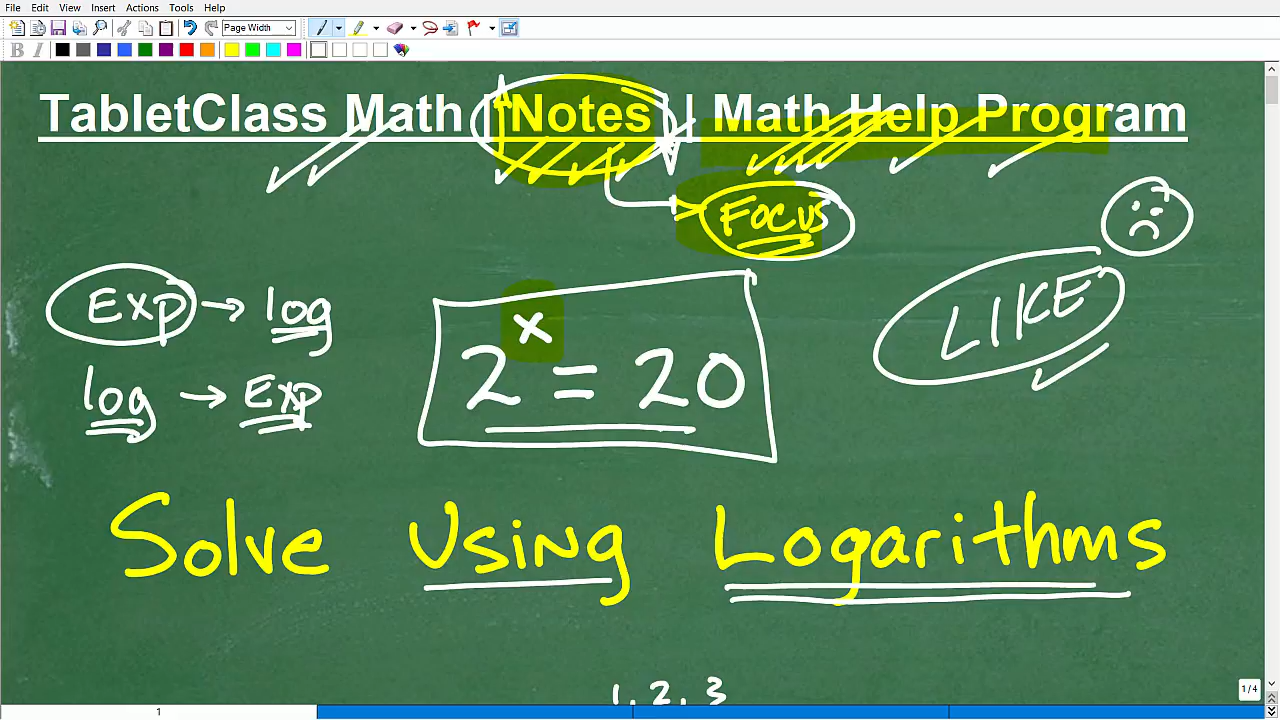 File Edit View Insert Actions Tools Help
Page Width
B I
TabletClass Math | Notes | Math Help Program
Focus
Exp → log
log → Exp
2^x = 20
LIKE
Solve Using Logarithms
1, 2, 3
1/4
1